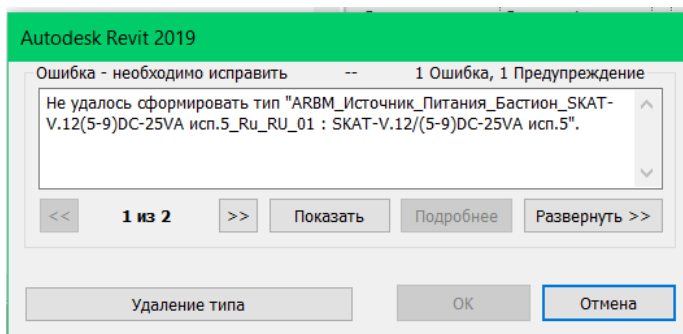 Autodesk Revit 2019
Ошибка - необходимо исправить -- 1 Ошибка, 1 Предупреждение
Не удалось сформировать тип "ARBM_Источник_Питания_Бастион_SKAT-
V.12(5-9)DC-25VA исп.5_Ru_RU_01 : SKAT-V.12/(5-9)DC-25VA исп.5".
<< 1 из 2 >> Показать Подробнее Развернуть >>
Удаление типа ОК Отмена